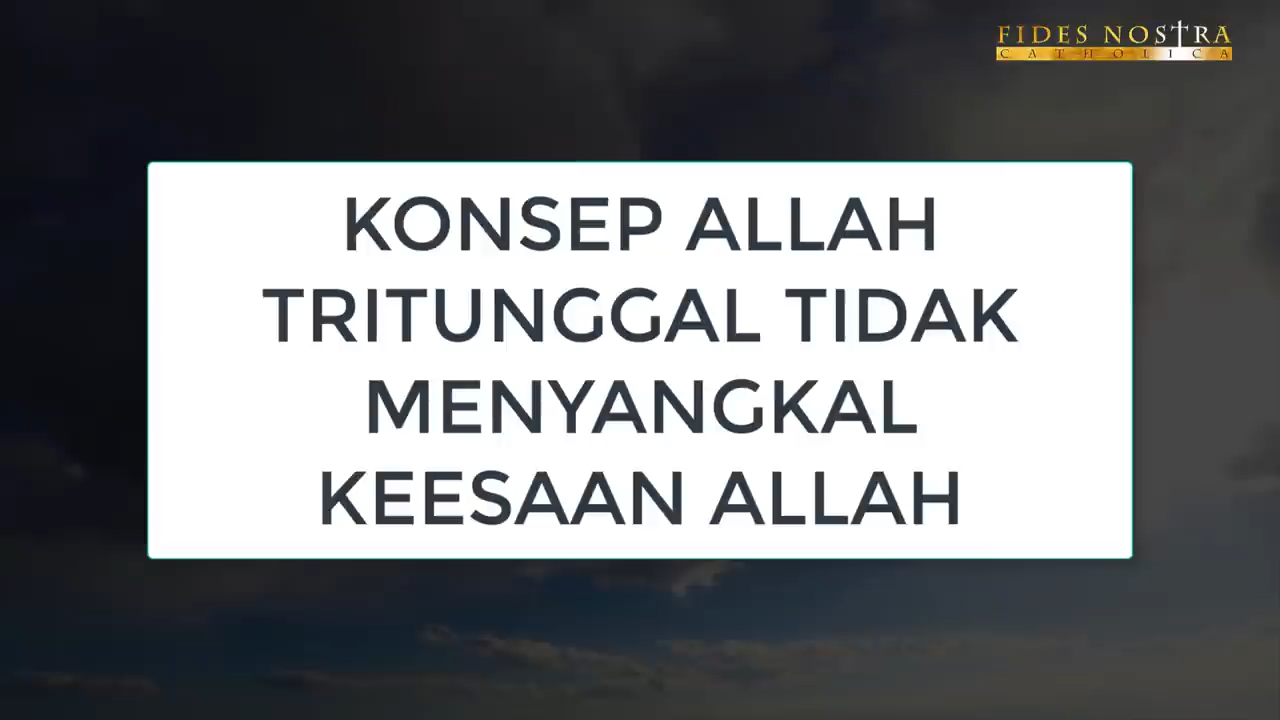 FIDES NOSTRA
CATHOLICA
KONSEP ALLAH
TRITUNGGAL TIDAK
MENYANGKAL
KEESAAN ALLAH